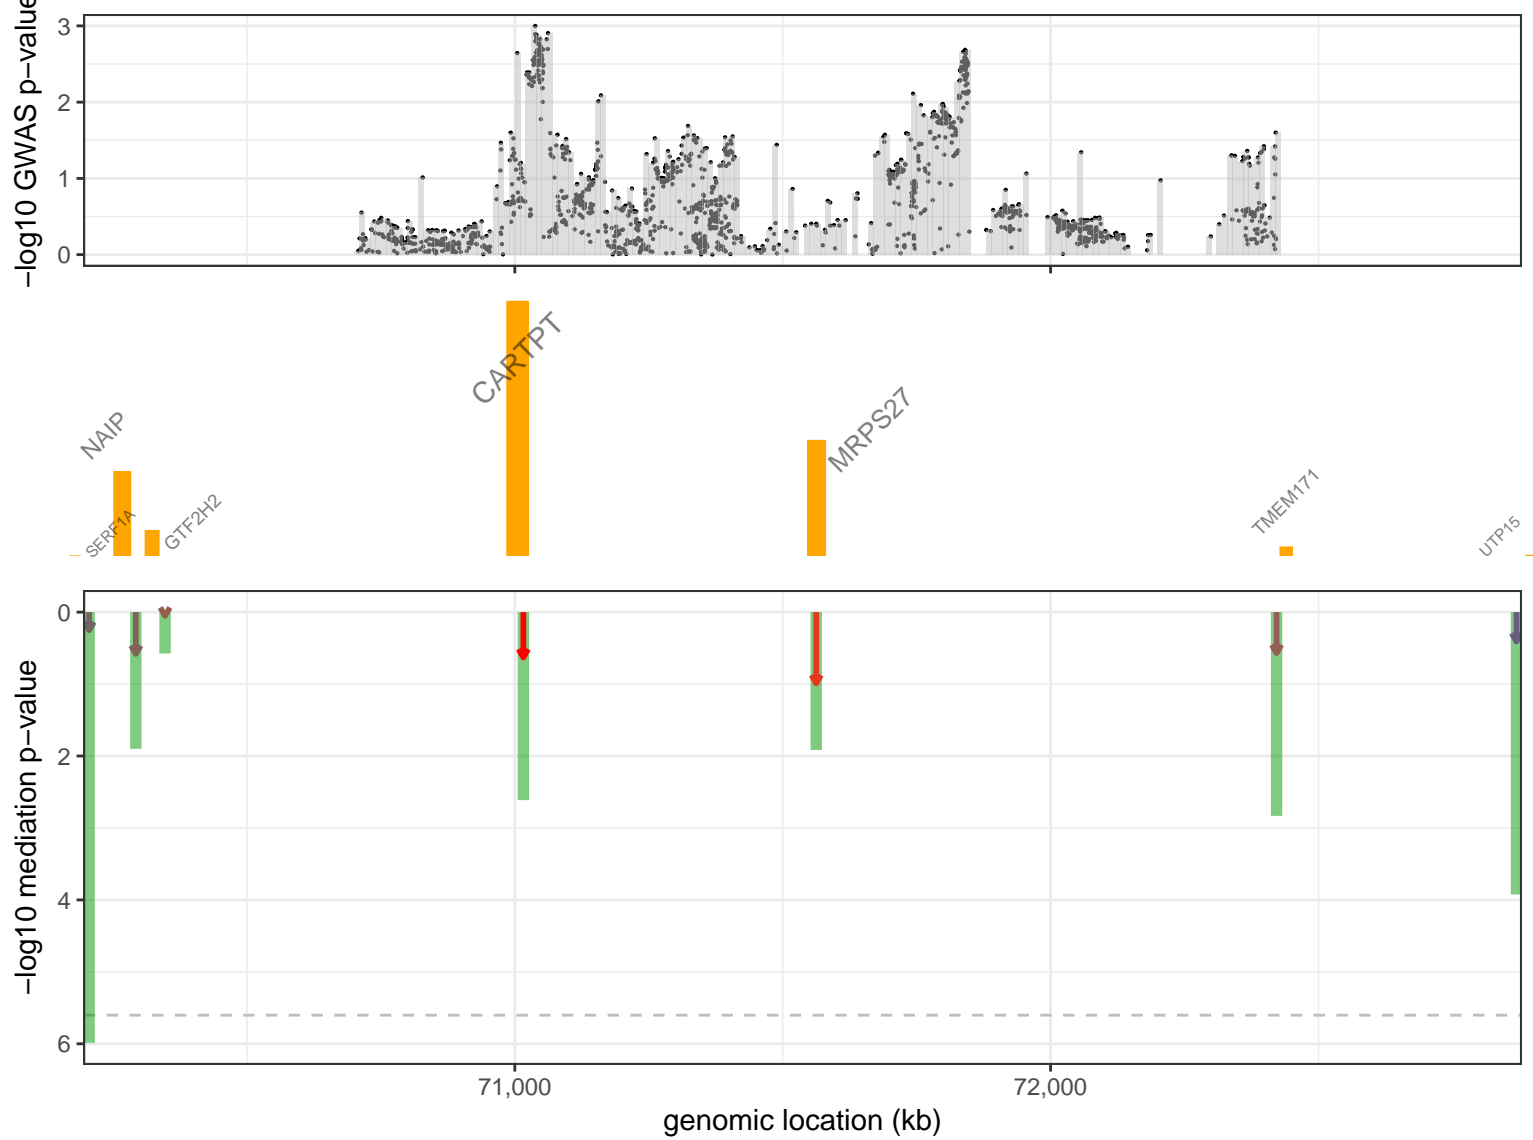 −log10 GWAS p−value
3
2
1
0
CARTPT
NAIP
MRPS27
SERF1A
GTF2H2
TMEM171
UTP15
−log10 mediation p−value
0
2
4
6
71,000
72,000
genomic location (kb)